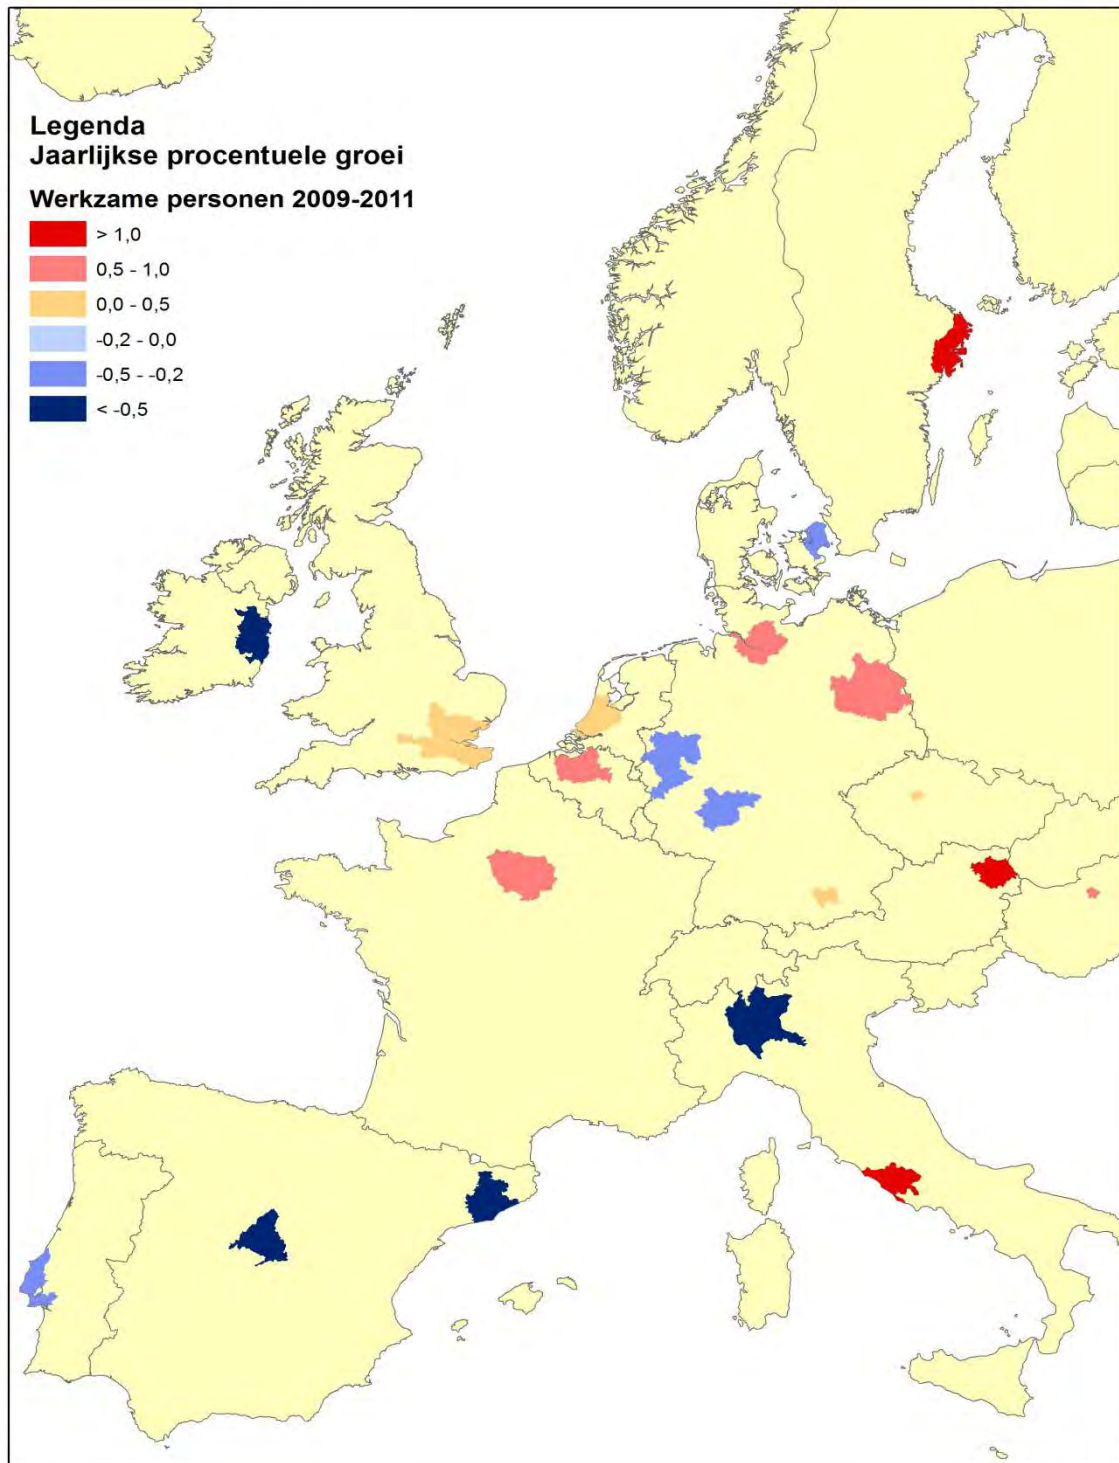 Legenda
Jaarlijkse procentuele groei
Werkzame personen 2009-2011
> 1,0
0,5 - 1,0
0,0 - 0,5
-0,2 - 0,0
-0,5 - -0,2
< -0,5